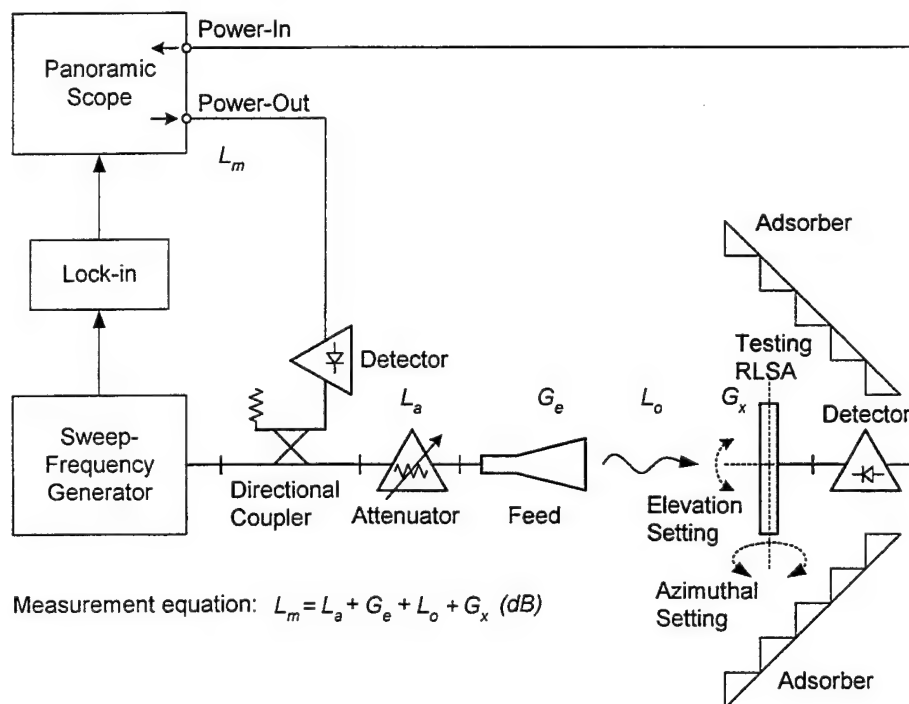 Power-In
Panoramic
Scope
Power-Out
L_m
Lock-in
Detector
Sweep-
Frequency
Generator
Directional
Coupler
L_a
Attenuator
G_e
Feed
L_o
Adsorber
Testing
RLSA
G_x
Detector
Elevation
Setting
Azimuthal
Setting
Adsorber
Measurement equation: L_m = L_a + G_e + L_o + G_x (dB)